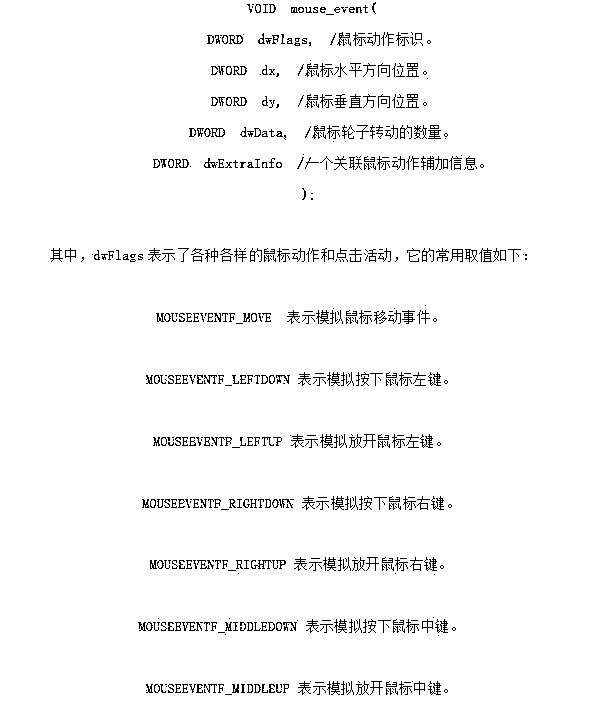 VOID mouse_event(
DWORD dwFlags, /鼠标动作标识。
DWORD dx, /鼠标水平方向位置。
DWORD dy, /鼠标垂直方向位置。
DWORD dwData, /鼠标轮子转动的数量。
DWORD dwExtraInfo /一个关联鼠标动作辅加信息。
);
其中，dwFlags表示了各种各样的鼠标动作和点击活动，它的常用取值如下：
MOUSEEVENTF_MOVE 表示模拟鼠标移动事件。
MOUSEEVENTF_LEFTDOWN 表示模拟按下鼠标左键。
MOUSEEVENTF_LEFTUP 表示模拟放开鼠标左键。
MOUSEEVENTF_RIGHTDOWN 表示模拟按下鼠标右键。
MOUSEEVENTF_RIGHTUP 表示模拟放开鼠标右键。
MOUSEEVENTF_MIDDLEDOWN 表示模拟按下鼠标中键。
MOUSEEVENTF_MIDDLEUP 表示模拟放开鼠标中键。